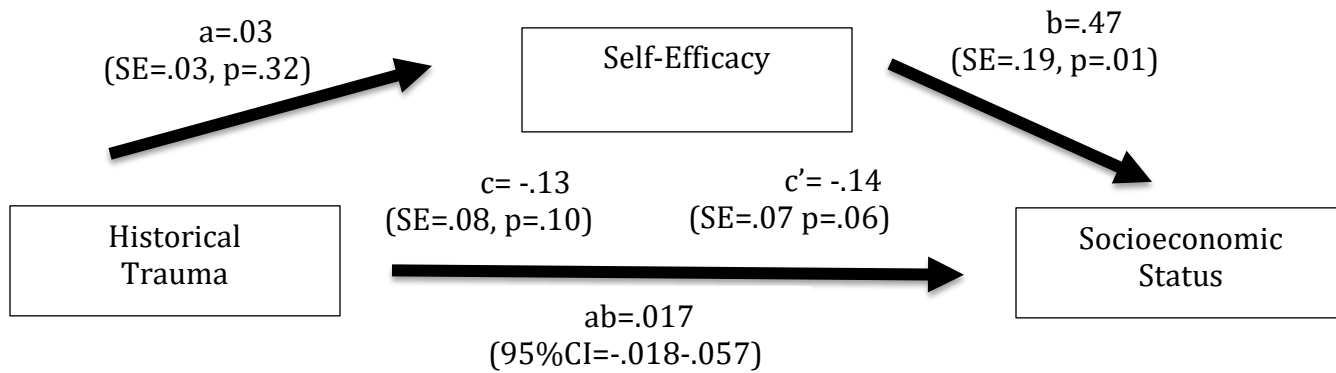 a=.03
(SE=.03, p=.32)
Self-Efficacy
b=.47
(SE=.19, p=.01)
c= -.13
(SE=.08, p=.10)
c’= -.14
(SE=.07 p=.06)
Historical
Trauma
Socioeconomic
Status
ab=.017
(95%CI=-.018-.057)